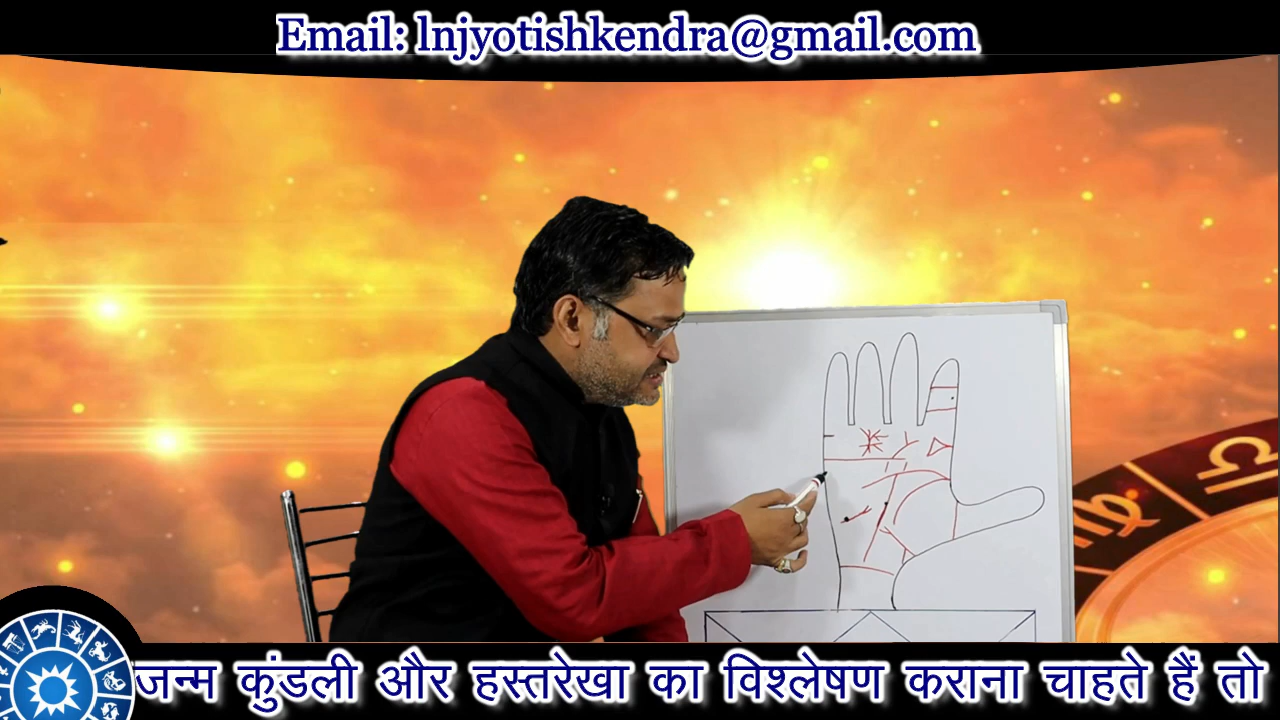 Email: lnjyotishkendra@gmail.com
जन्म कुंडली और हस्तरेखा का विश्लेषण कराना चाहते हैं तो